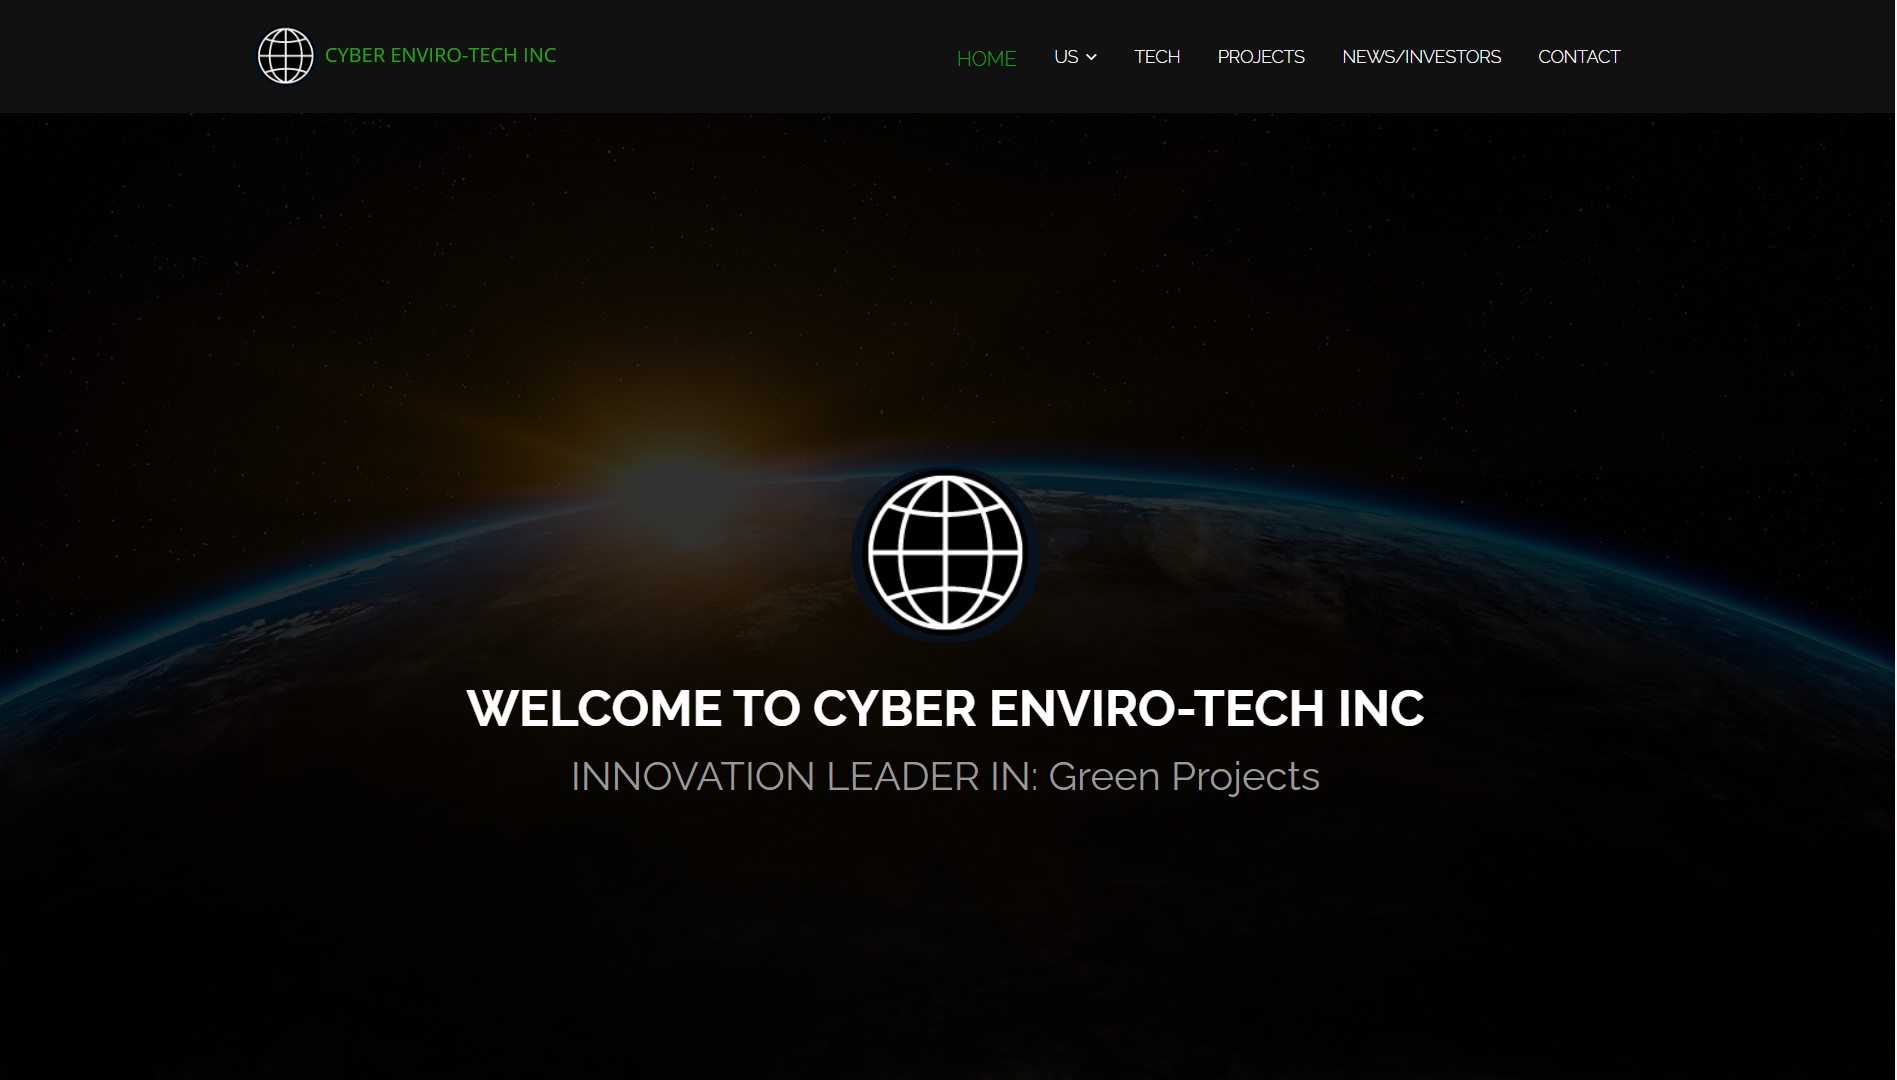 CYBER ENVIRO-TECH INC
HOME US TECH PROJECTS NEWS/INVESTORS CONTACT
WELCOME TO CYBER ENVIRO-TECH INC
INNOVATION LEADER IN: Green Projects